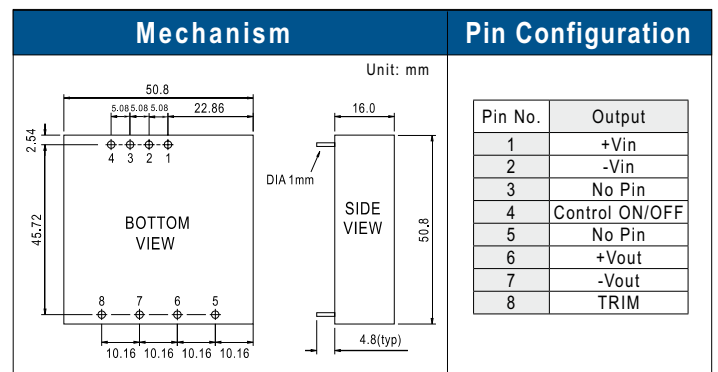 Mechanism
Pin Configuration
Unit: mm
50.8
5.08 5.08 5.08 22.86
2.54
4 3 2 1
45.72
BOTTOM
VIEW
8 7 6 5
10.16 10.16 10.16 10.16
16.0
DIA 1mm
SIDE
VIEW
50.8
4.8(typ)
Pin No. Output
1 +Vin
2 -Vin
3 No Pin
4 Control ON/OFF
5 No Pin
6 +Vout
7 -Vout
8 TRIM